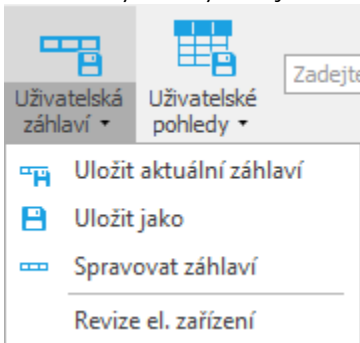 Uživatelská
záhlaví
Uživatelské
pohledy
Zadejte
Uložit aktuální záhlaví
Uložit jako
Spravovat záhlaví
Revize el. zařízení